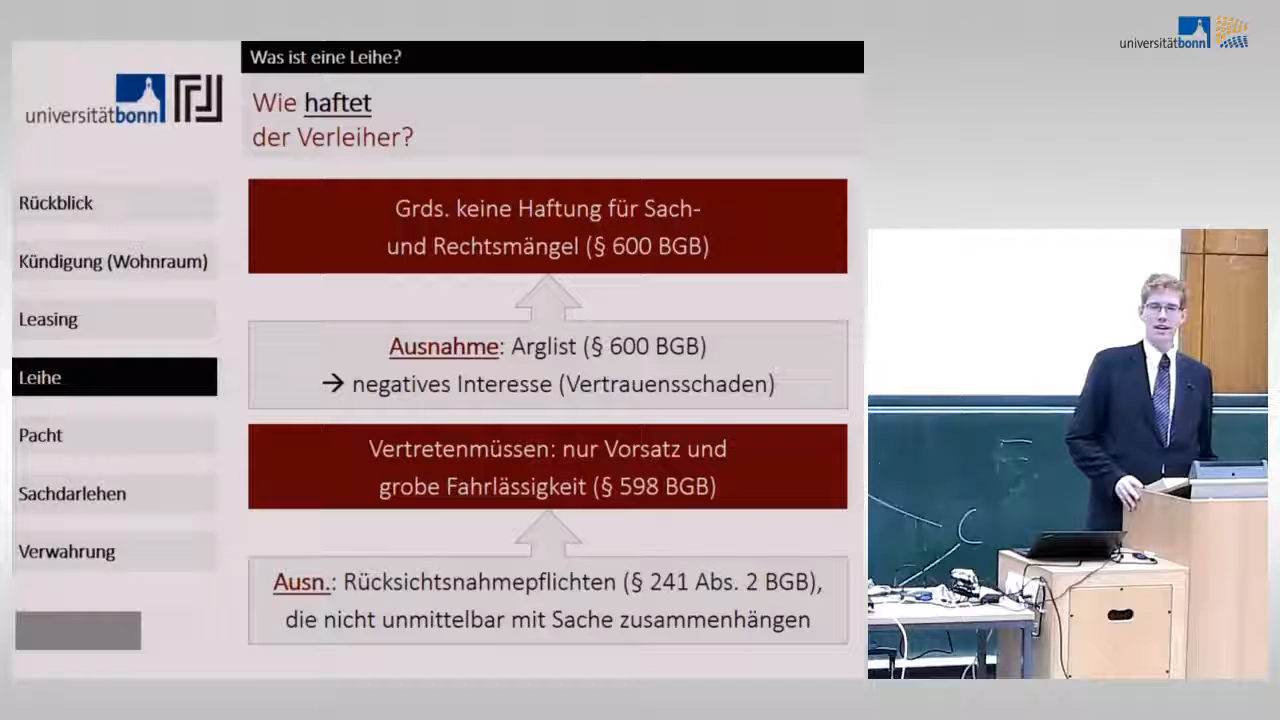 universitätbonn
Was ist eine Leihe?
universitätbonn
Wie haftet
der Verleiher?
Rückblick
Kündigung (Wohnraum)
Leasing
Leihe
Pacht
Sachdarlehen
Verwahrung
Grds. keine Haftung für Sach-
und Rechtsmängel (§ 600 BGB)
Ausnahme: Arglist (§ 600 BGB)
→ negatives Interesse (Vertrauensschaden)
Vertretenmüssen: nur Vorsatz und
grobe Fahrlässigkeit (§ 598 BGB)
Ausn.: Rücksichtsnahmepflichten (§ 241 Abs. 2 BGB),
die nicht unmittelbar mit Sache zusammenhängen